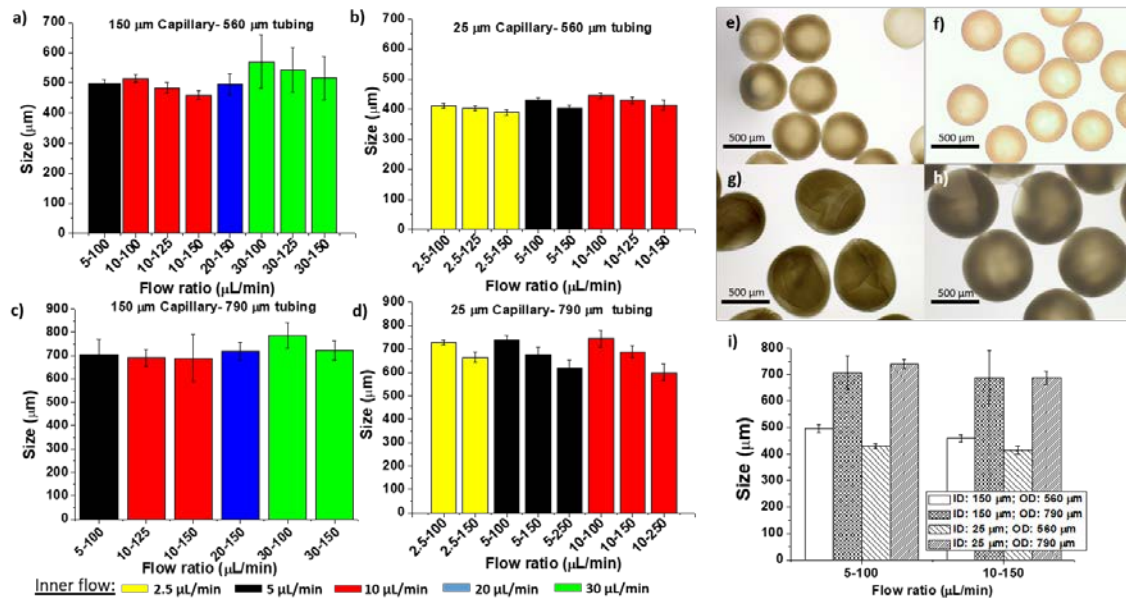 a) 150 μm Capillary- 560 μm tubing
700
600
500
400
300
200
100
0
Size (μm)
5-100
10-100
10-125
10-150
20-150
30-100
30-125
30-150
Flow ratio (μL/min)
b) 25 μm Capillary- 560 μm tubing
700
600
500
400
300
200
100
0
Size (μm)
2.5-100
2.5-125
2.5-150
5-100
5-150
10-100
10-125
10-150
Flow ratio (μL/min)
c) 150 μm Capillary-790 μm tubing
900
800
700
600
500
400
300
200
100
0
Size (μm)
5-100
10-125
10-150
20-150
30-100
30-150
Flow ratio (μL/min)
d) 25 μm Capillary- 790 μm tubing
900
800
700
600
500
400
300
200
100
0
Size (μm)
2.5-100
2.5-150
5-100
5-150
5-250
10-100
10-150
10-250
Flow ratio (μL/min)
Inner flow: 2.5 μL/min 5 μL/min 10 μL/min 20 μL/min 30 μL/min
e)
500 μm
f)
500 μm
g)
500 μm
h)
500 μm
i)
800
700
600
500
400
300
200
100
0
Size (μm)
ID: 150 μm; OD: 560 μm
ID: 150 μm; OD: 790 μm
ID: 25 μm; OD: 560 μm
ID: 25 μm; OD: 790 μm
5-100
10-150
Flow ratio (μL/min)